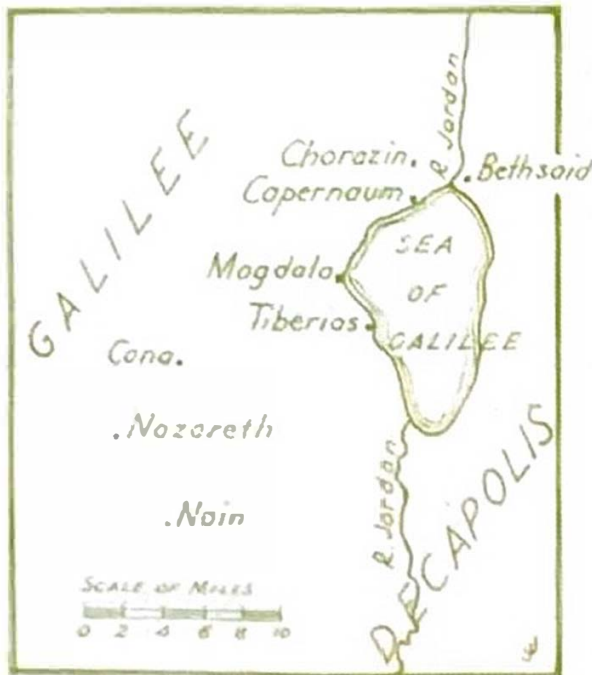 GALILEE
R. Jordan
Chorazin.
.Bethsaid
Capernaum
SEA
OF
GALILEE
Magdala
Tiberias
Cana.
.Nazareth
.Nain
R. Jordan
DECAPOLIS
SCALE OF MILES
0 2 4 6 8 10